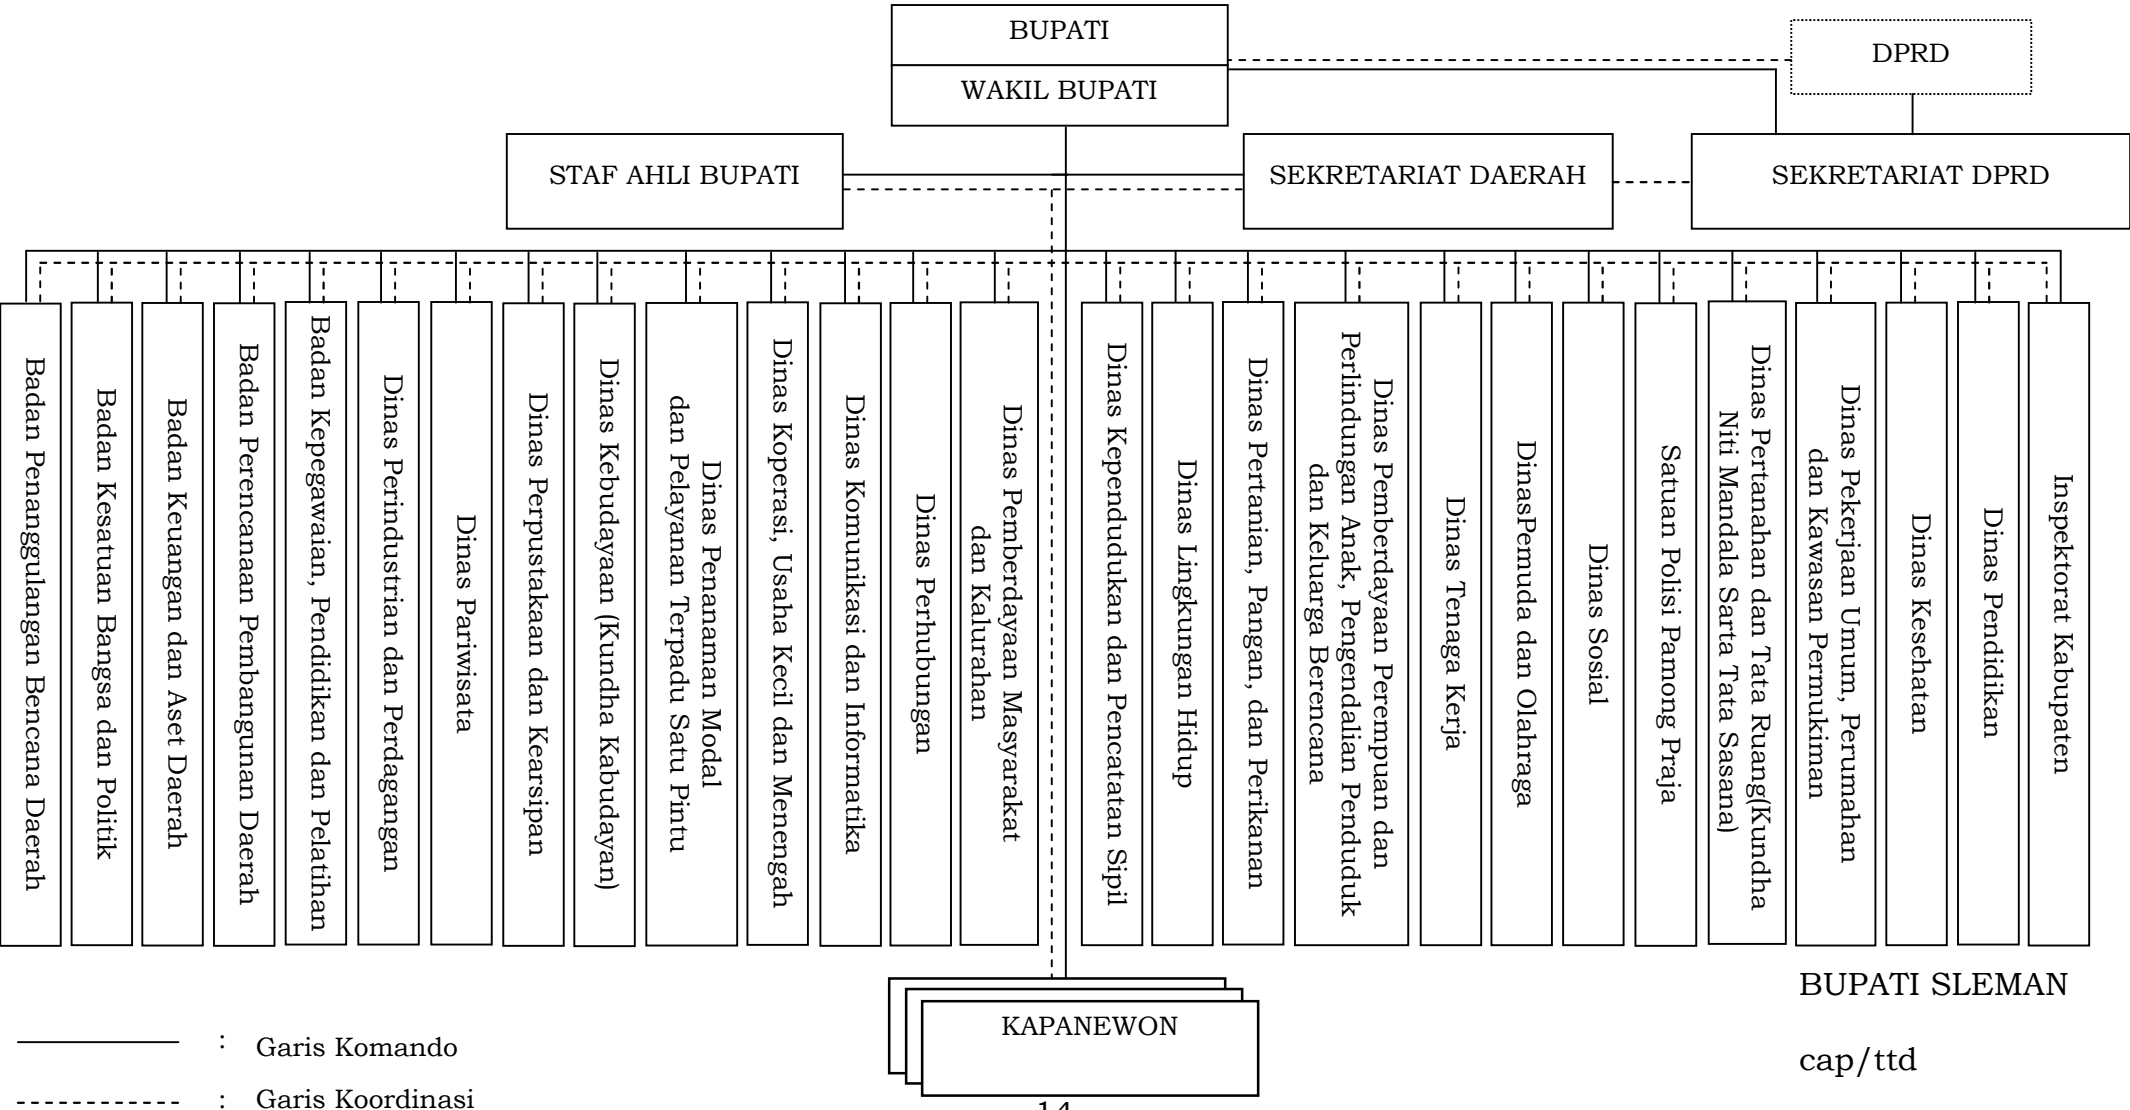 BUPATI
WAKIL BUPATI
DPRD
STAF AHLI BUPATI
SEKRETARIAT DAERAH
SEKRETARIAT DPRD
Badan Penanggulangan Bencana Daerah
Badan Kesatuan Bangsa dan Politik
Badan Keuangan dan Aset Daerah
Badan Perencanaan Pembangunan Daerah
Badan Kepegawaian, Pendidikan dan Pelatihan
Dinas Perindustrian dan Perdagangan
Dinas Pariwisata
Dinas Perpustakaan dan Kearsipan
Dinas Kebudayaan (Kundha Kabudayan)
Dinas Penanaman Modal
dan Pelayanan Terpadu Satu Pintu
Dinas Koperasi, Usaha Kecil dan Menengah
Dinas Komunikasi dan Informatika
Dinas Perhubungan
Dinas Pemberdayaan Masyarakat
dan Kalurahan
Dinas Kependudukan dan Pencatatan Sipil
Dinas Lingkungan Hidup
Dinas Pertanian, Pangan, dan Perikanan
Dinas Pemberdayaan Perempuan dan
Perlindungan Anak, Pengendalian Penduduk
dan Keluarga Berencana
Dinas Tenaga Kerja
DinasPemuda dan Olahraga
Dinas Sosial
Satuan Polisi Pamong Praja
Dinas Pertanahan dan Tata Ruang(Kundha
Niti Mandala Sarta Tata Sasana)
Dinas Pekerjaan Umum, Perumahan
dan Kawasan Permukiman
Dinas Kesehatan
Dinas Pendidikan
Inspektorat Kabupaten
KAPANEWON
BUPATI SLEMAN
cap/ttd
: Garis Komando
: Garis Koordinasi
14